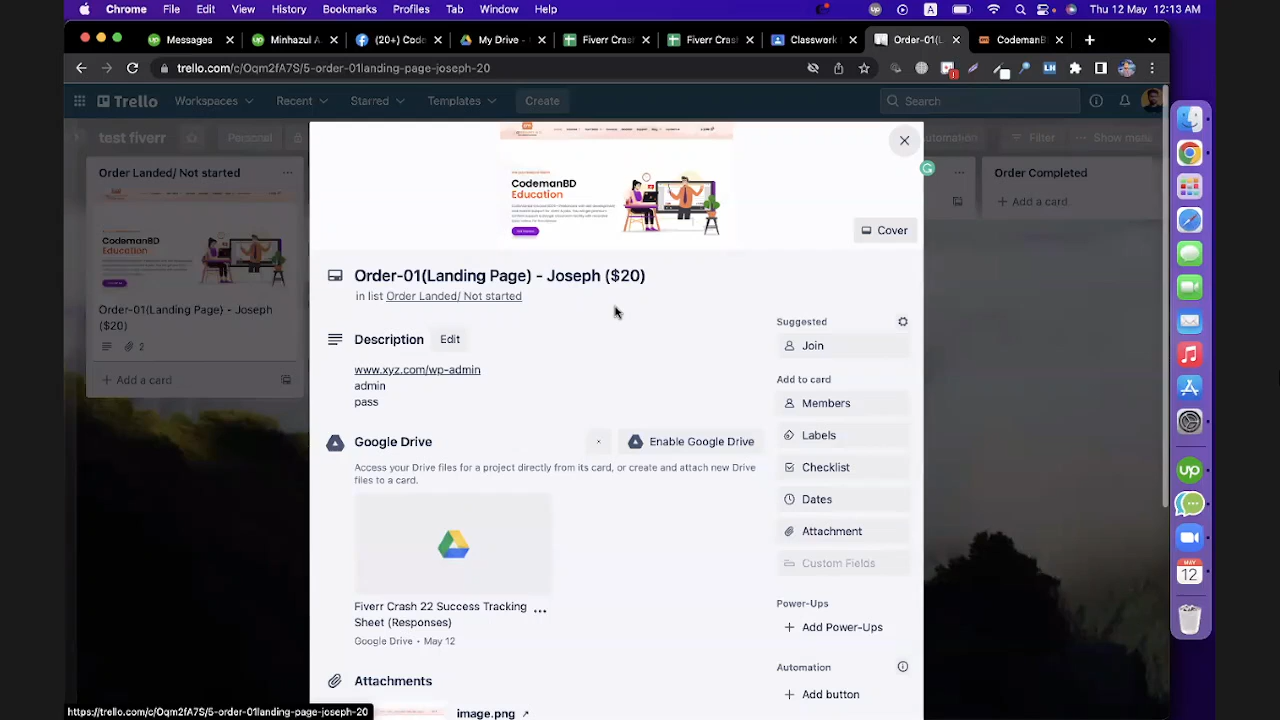 Chrome File Edit View History Bookmarks Profiles Tab Window Help
A Thu 12 May 12:13 AM
Messages
Minhazul A
(20+) Code
My Drive -
Fiverr Cras
Fiverr Cras
Classwork
Order-01(L
CodemanB
trello.com/c/Oqm2fA7S/5-order-01landing-page-joseph-20
Trello Workspaces Recent Starred Templates Create
Search
test fiverr Personal
Automation Filter Show menu
Order Landed/ Not started
CodemanBD
Education
Order-01(Landing Page) - Joseph
($20)
2
+ Add a card
CodemanBD
Education
Cover
Order-01(Landing Page) - Joseph ($20)
in list Order Landed/ Not started
Description Edit
www.xyz.com/wp-admin
admin
pass
Google Drive
Enable Google Drive
Access your Drive files for a project directly from its card, or create and attach new Drive
files to a card.
Fiverr Crash 22 Success Tracking
Sheet (Responses)
Google Drive • May 12
Attachments
image.png ↗
Suggested
Join
Add to card
Members
Labels
Checklist
Dates
Attachment
Custom Fields
Power-Ups
+ Add Power-Ups
Automation
+ Add button
Order Completed
+ Add a card
LH
up
MAY
12
https://trello.com/c/Oqm2fA7S/5-order-01landing-page-joseph-20